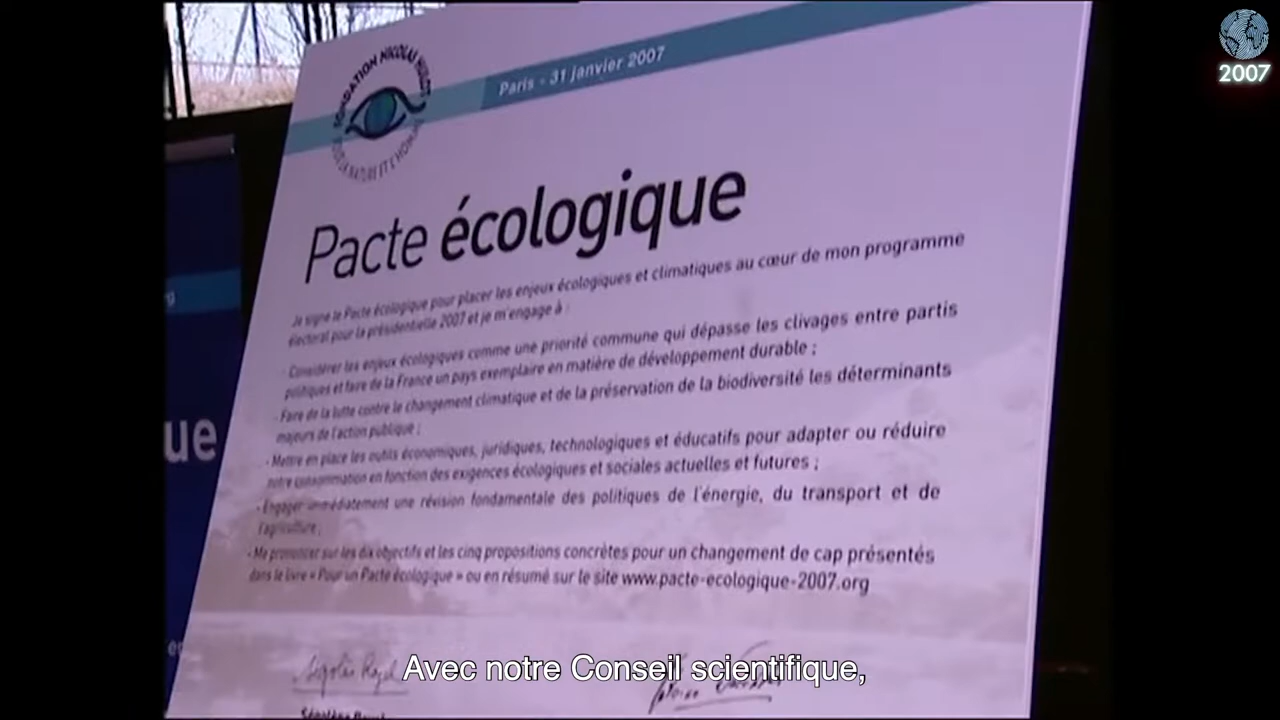 FONDATION NICOLAS HULOT
POUR LA NATURE ET L'HOMME
Paris - 31 janvier 2007
2007
Pacte écologique
Je signe le Pacte écologique pour placer les enjeux écologiques et climatiques au cœur de mon programme
électoral pour la présidentielle 2007 et je m'engage à :
- Considérer les enjeux écologiques comme une priorité commune qui dépasse les clivages entre partis
politiques et faire de la France un pays exemplaire en matière de développement durable ;
- Faire de la lutte contre le changement climatique et de la préservation de la biodiversité les déterminants
majeurs de l'action publique ;
- Mettre en place les outils économiques, juridiques, technologiques et éducatifs pour adapter ou réduire
notre consommation en fonction des exigences écologiques et sociales actuelles et futures ;
- Engager immédiatement une révision fondamentale des politiques de l'énergie, du transport et de
l'agriculture ;
- Me prononcer sur les dix objectifs et les cinq propositions concrètes pour un changement de cap présentés
dans le livre « Pour un Pacte écologique » ou en résumé sur le site www.pacte-ecologique-2007.org
ue
Avec notre Conseil scientifique,